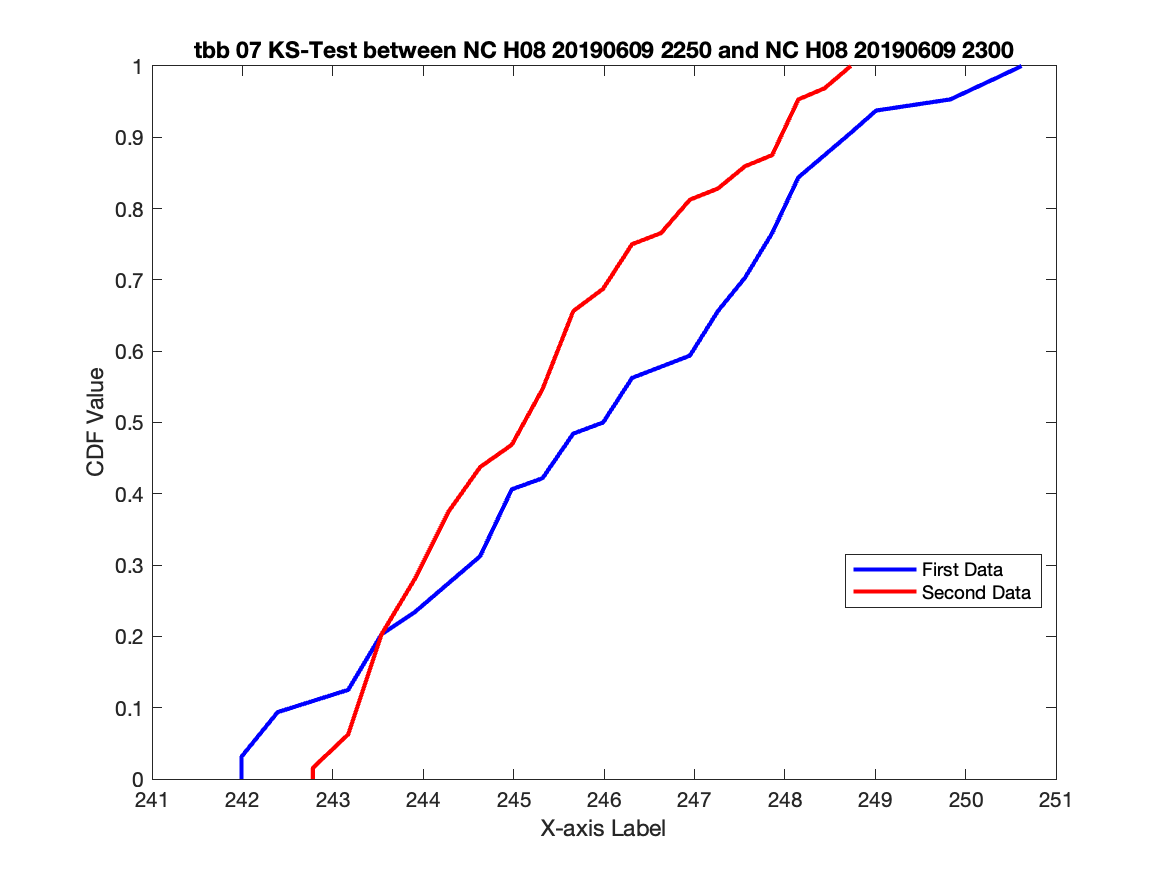 tbb 07 KS-Test between NC H08 20190609 2250 and NC H08 20190609 2300
1
0.9
0.8
0.7
0.6
0.5
0.4
0.3
0.2
0.1
0
CDF Value
First Data
Second Data
241 242 243 244 245 246 247 248 249 250 251
X-axis Label